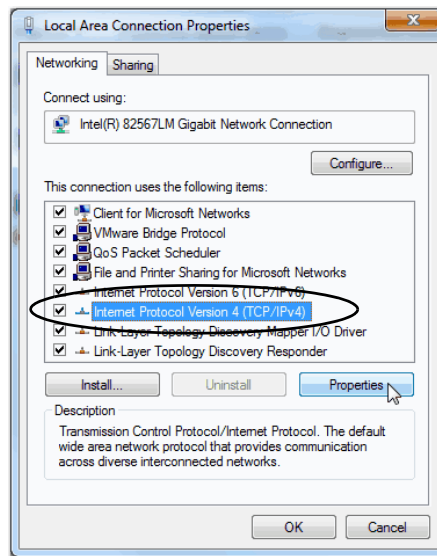 Local Area Connection Properties
Networking
Sharing
Connect using:
Intel(R) 82567LM Gigabit Network Connection
Configure...
This connection uses the following items:
Client for Microsoft Networks
VMware Bridge Protocol
QoS Packet Scheduler
File and Printer Sharing for Microsoft Networks
Internet Protocol Version 6 (TCP/IPv6)
Internet Protocol Version 4 (TCP/IPv4)
Link-Layer Topology Discovery Mapper I/O Driver
Link-Layer Topology Discovery Responder
Install...
Uninstall
Properties
Description
Transmission Control Protocol/Internet Protocol. The default
wide area network protocol that provides communication
across diverse interconnected networks.
OK
Cancel